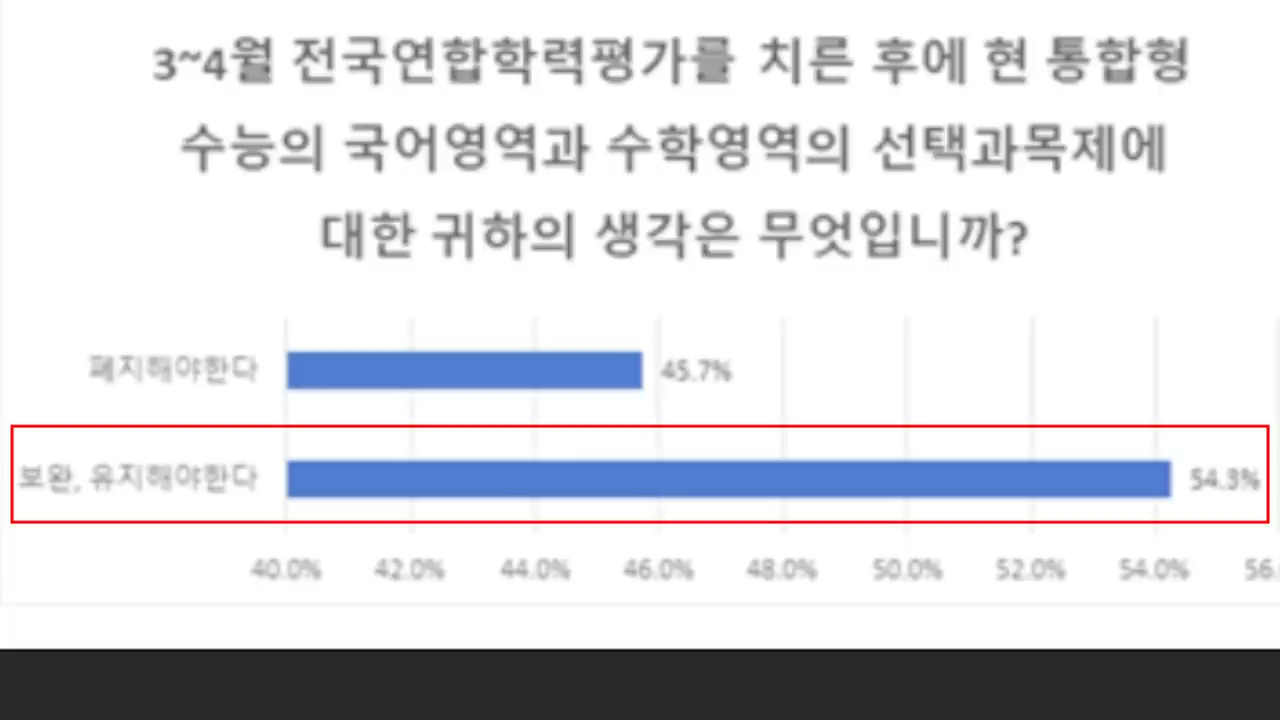 3~4월 전국연합학력평가를 치른 후에 현 통합형
수능의 국어영역과 수학영역의 선택과목제에
대한 귀하의 생각은 무엇입니까?
폐지해야한다 45.7%
보완, 유지해야한다 54.3%
40.0% 42.0% 44.0% 46.0% 48.0% 50.0% 52.0% 54.0% 56.